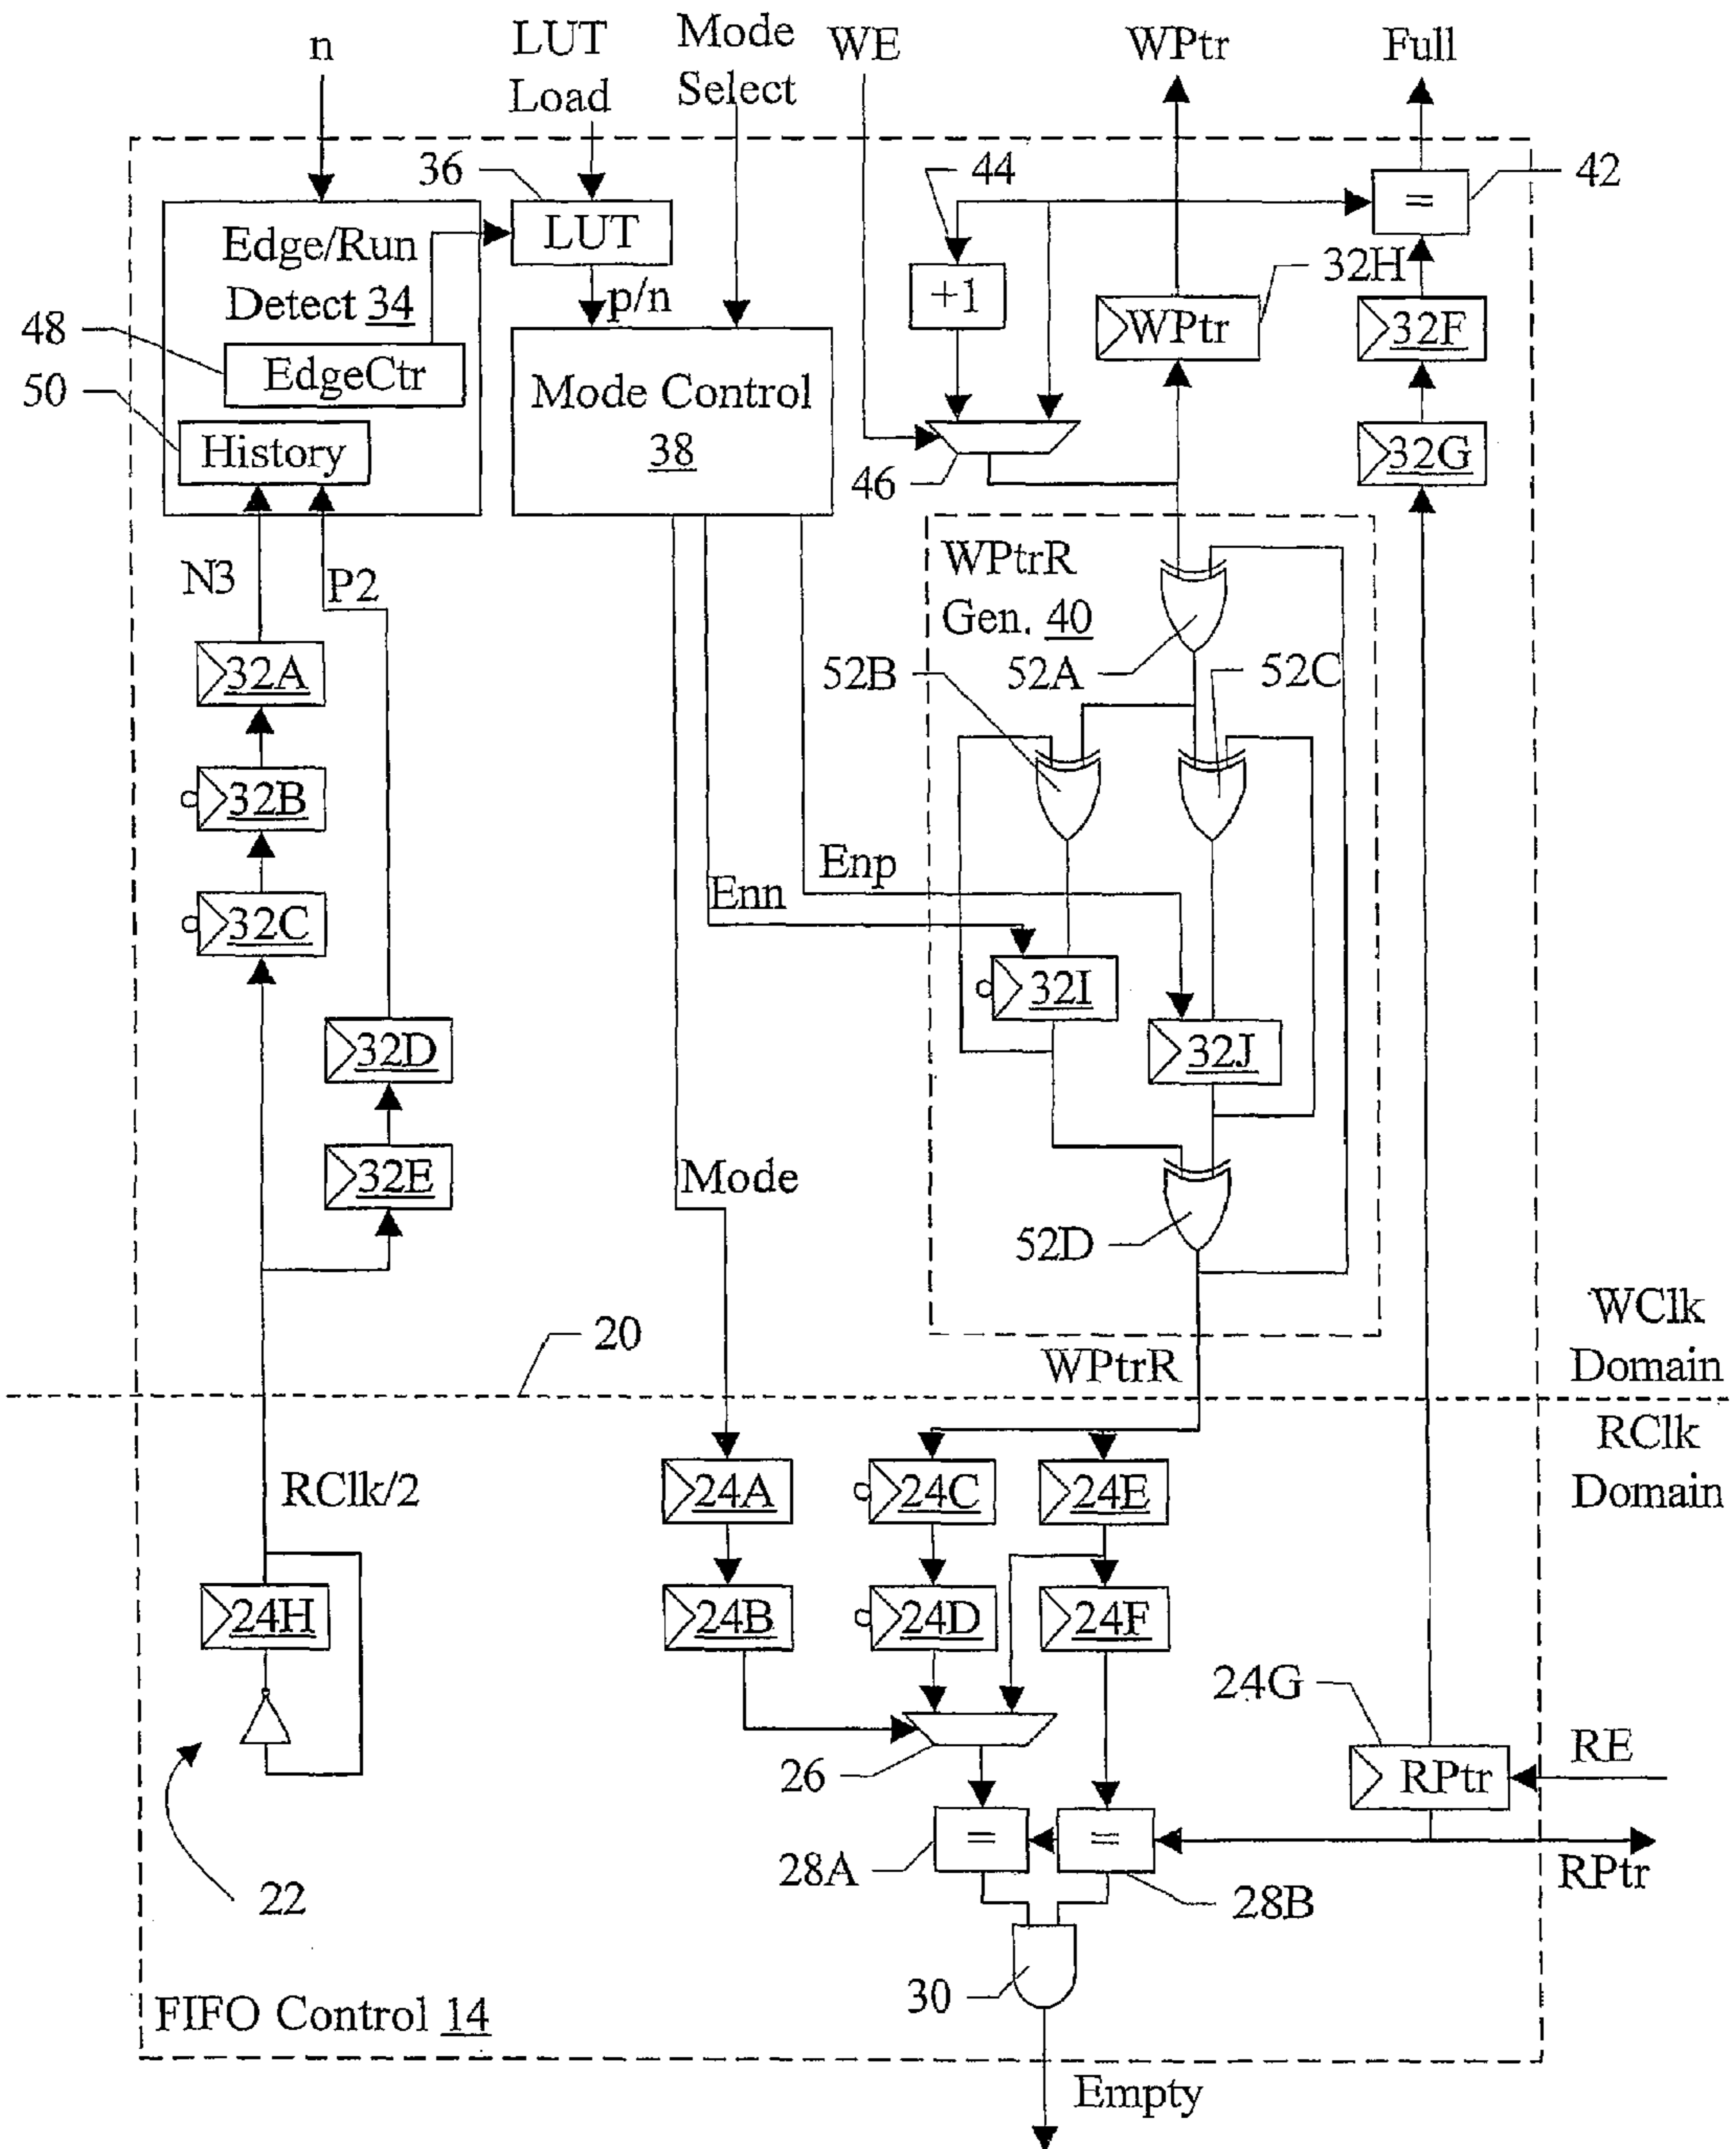 n
LUT
Load
Mode
Select
WE
WPtr
Full
36
44
42
LUT
=
Edge/Run
Detect 34
p/n
+1
WPtr
32H
32F
48
EdgeCtr
Mode Control
38
50
History
46
32G
N3
P2
WPtrR
Gen. 40
32A
52B
52A
52C
32B
Enp
Enn
32C
32I
32D
32J
32E
Mode
52D
20
WPtrR
WClk
Domain
RClk
Domain
RClk/2
24A
24C
24E
24H
24B
24D
24F
24G
RE
26
RPtr
=
=
28A
28B
RPtr
22
30
FIFO Control 14
Empty